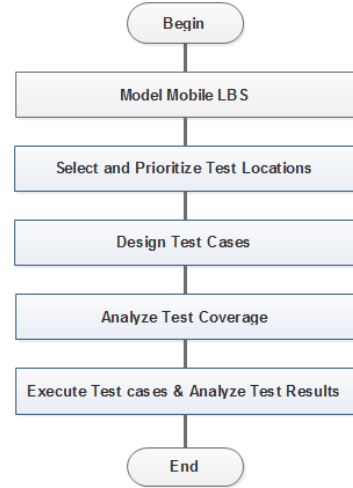 Begin
Model Mobile LBS
Select and Prioritize Test Locations
Design Test Cases
Analyze Test Coverage
Execute Test cases & Analyze Test Results
End